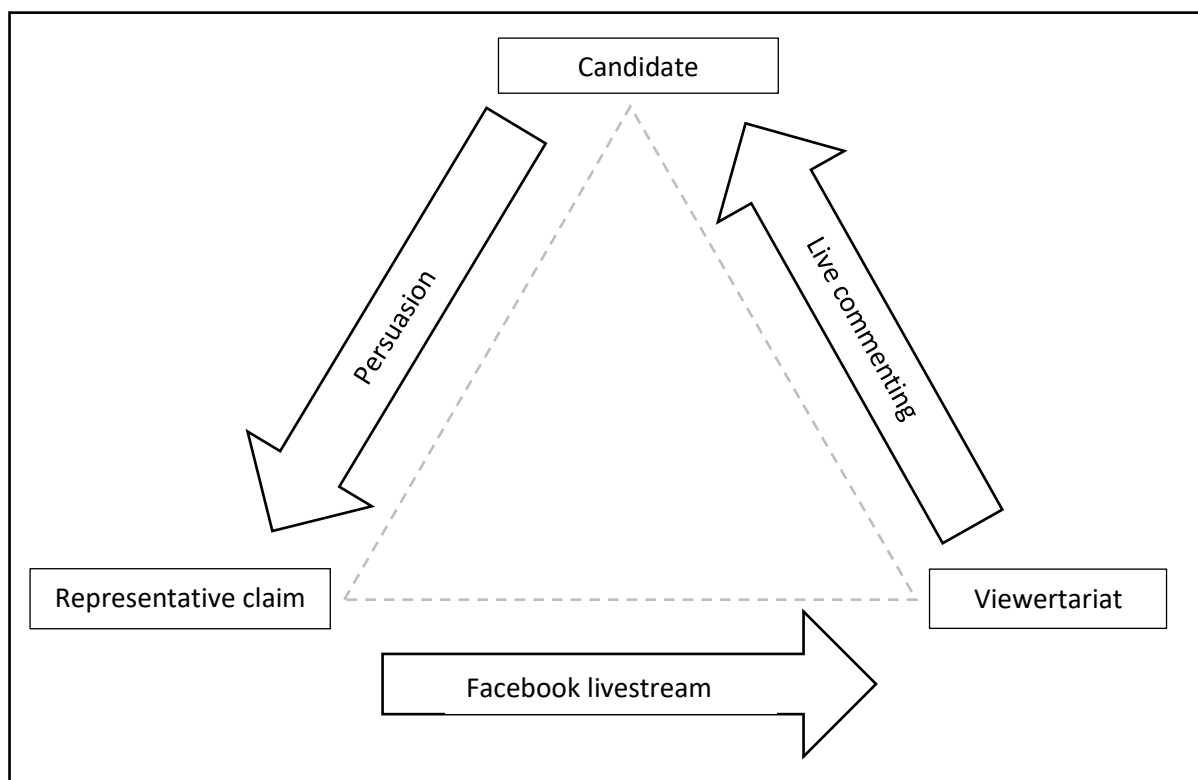 Candidate
Persuasion
Live commenting
Representative claim
Viewertariat
Facebook livestream